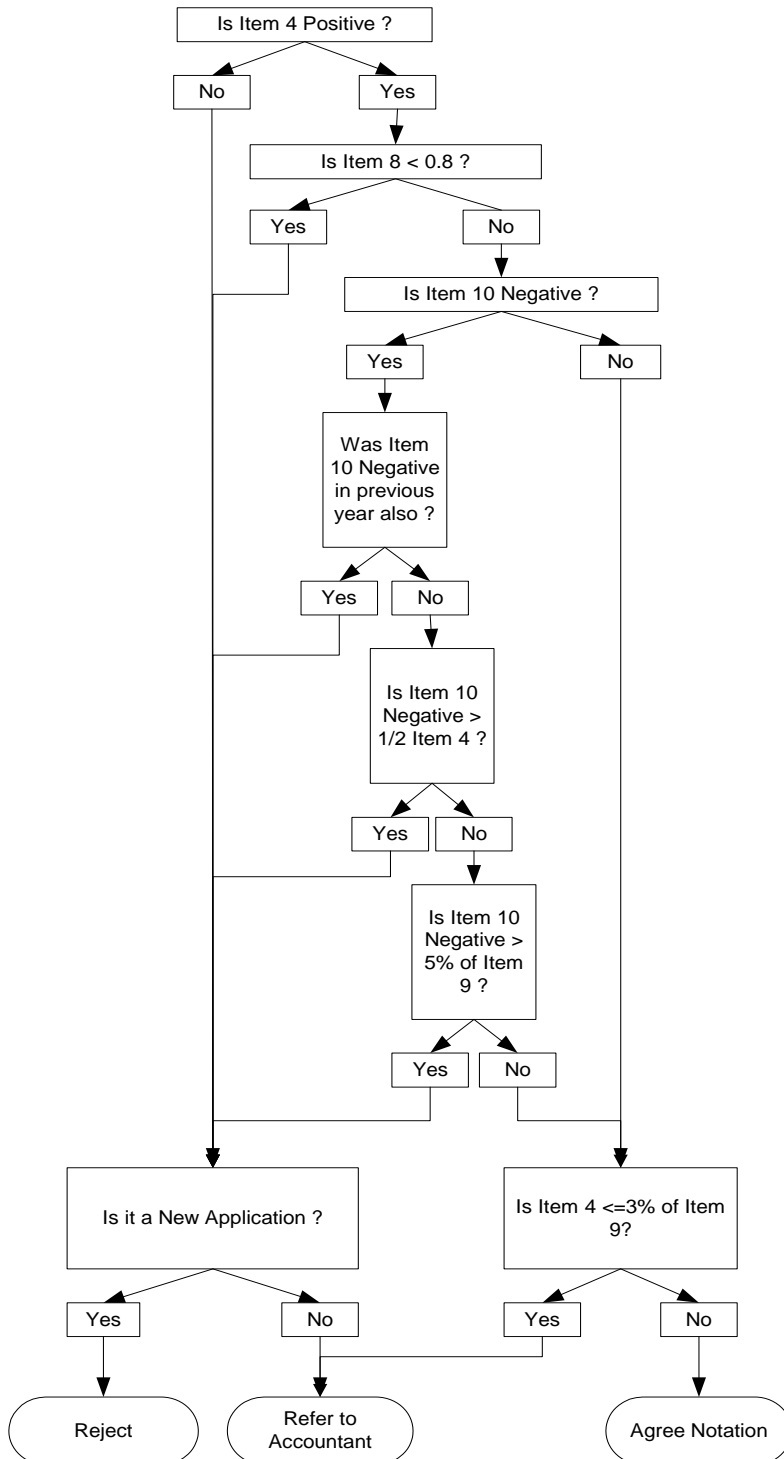 Is Item 4 Positive ?
No
Yes
Is Item 8 < 0.8 ?
Yes
No
Is Item 10 Negative ?
Yes
No
Was Item
10 Negative
in previous
year also ?
Yes
No
Is Item 10
Negative >
1/2 Item 4 ?
Yes
No
Is Item 10
Negative >
5% of Item
9 ?
Yes
No
Is it a New Application ?
Is Item 4 <=3% of Item
9?
Yes
No
Yes
No
Reject
Refer to
Accountant
Agree Notation